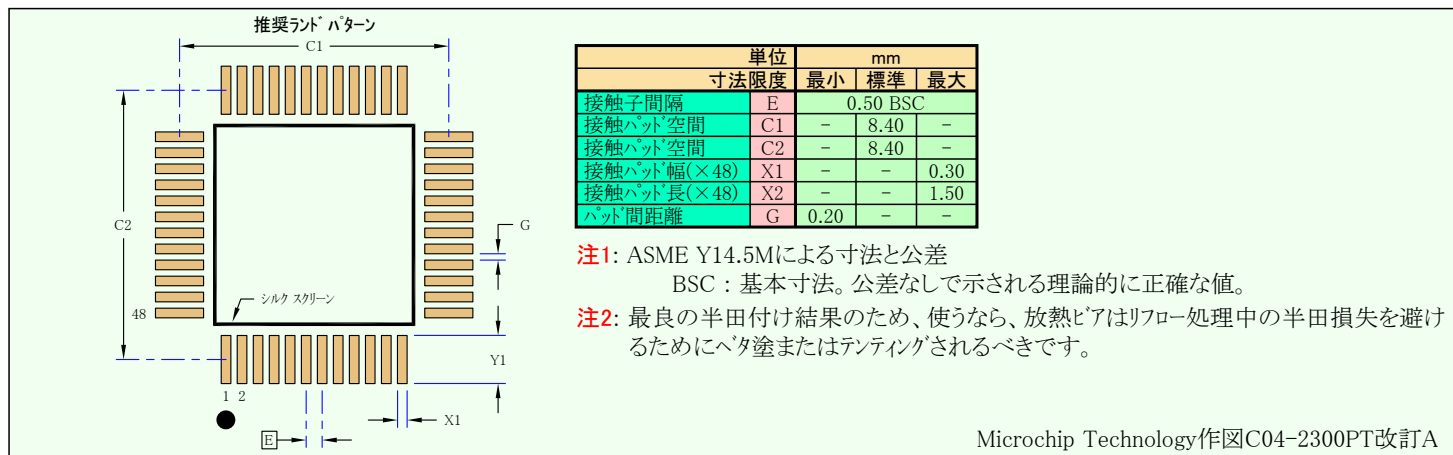 推奨ランド パターン
C1
C2
G
シルク スクリーン
48
Y1
1 2
X1
E
単位 mm
寸法限度 最小 標準 最大
接触子間隔 E 0.50 BSC
接触パッド空間 C1 - 8.40 -
接触パッド空間 C2 - 8.40 -
接触パッド幅(×48) X1 - - 0.30
接触パッド長(×48) X2 - - 1.50
パッド間距離 G 0.20 - -
注1: ASME Y14.5Mによる寸法と公差
BSC : 基本寸法。公差なしで示される理論的に正確な値。
注2: 最良の半田付け結果のため、使うなら、放熱ビアはリフロー処理中の半田損失を避け
るためにベタ塗またはテンティングされるべきです。
Microchip Technology作図C04-2300PT改訂A